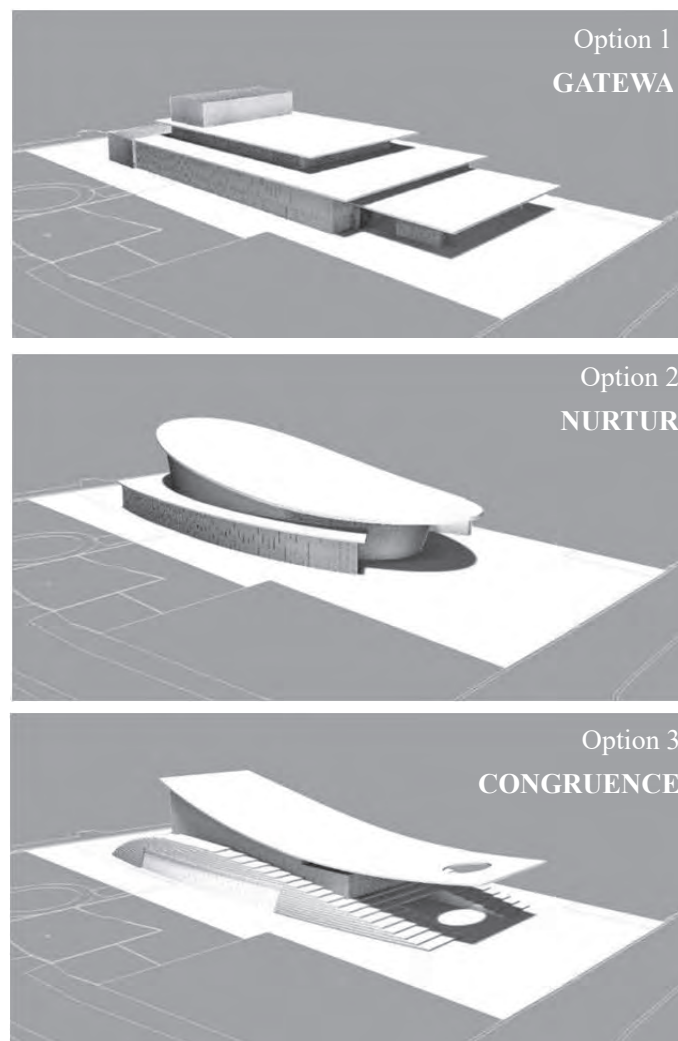 Option 1
GATEWA
Option 2
NURTUR
Option 3
CONGRUENCE